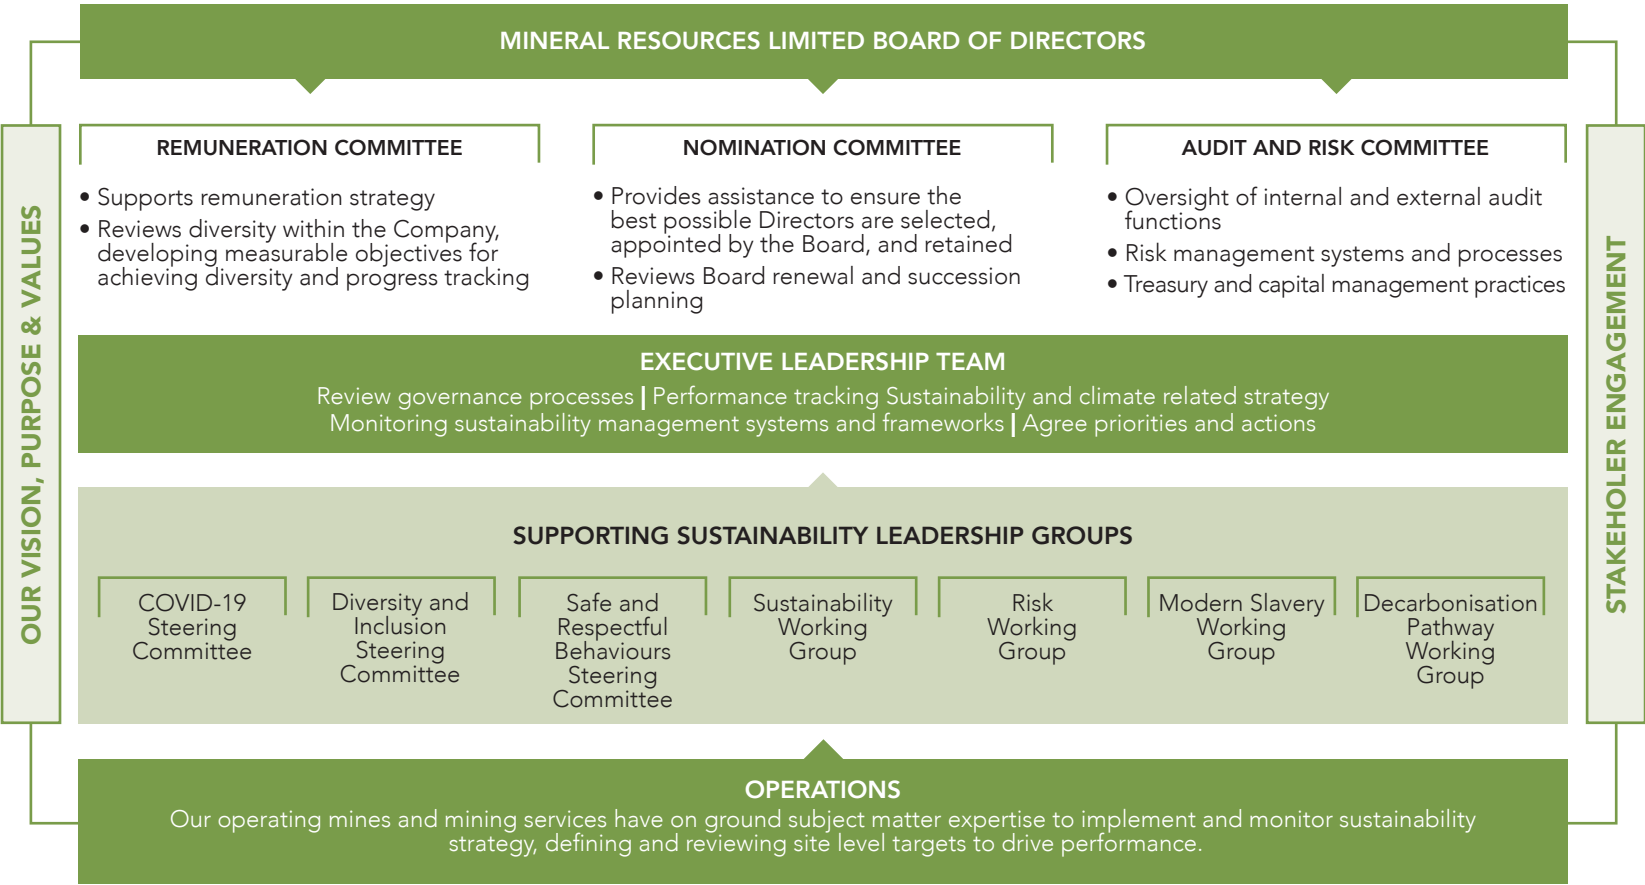 MINERAL RESOURCES LIMITED BOARD OF DIRECTORS
OUR VISION, PURPOSE & VALUES
REMUNERATION COMMITTEE
• Supports remuneration strategy
• Reviews diversity within the Company,
developing measurable objectives for
achieving diversity and progress tracking
NOMINATION COMMITTEE
• Provides assistance to ensure the
best possible Directors are selected,
appointed by the Board, and retained
• Reviews Board renewal and succession
planning
AUDIT AND RISK COMMITTEE
• Oversight of internal and external audit
functions
• Risk management systems and processes
• Treasury and capital management practices
STAKEHOLER ENGAGEMENT
EXECUTIVE LEADERSHIP TEAM
Review governance processes | Performance tracking Sustainability and climate related strategy
Monitoring sustainability management systems and frameworks | Agree priorities and actions
SUPPORTING SUSTAINABILITY LEADERSHIP GROUPS
COVID-19
Steering
Committee
Diversity and
Inclusion
Steering
Committee
Safe and
Respectful
Behaviours
Steering
Committee
Sustainability
Working
Group
Risk
Working
Group
Modern Slavery
Working
Group
Decarbonisation
Pathway
Working
Group
OPERATIONS
Our operating mines and mining services have on ground subject matter expertise to implement and monitor sustainability
strategy, defining and reviewing site level targets to drive performance.